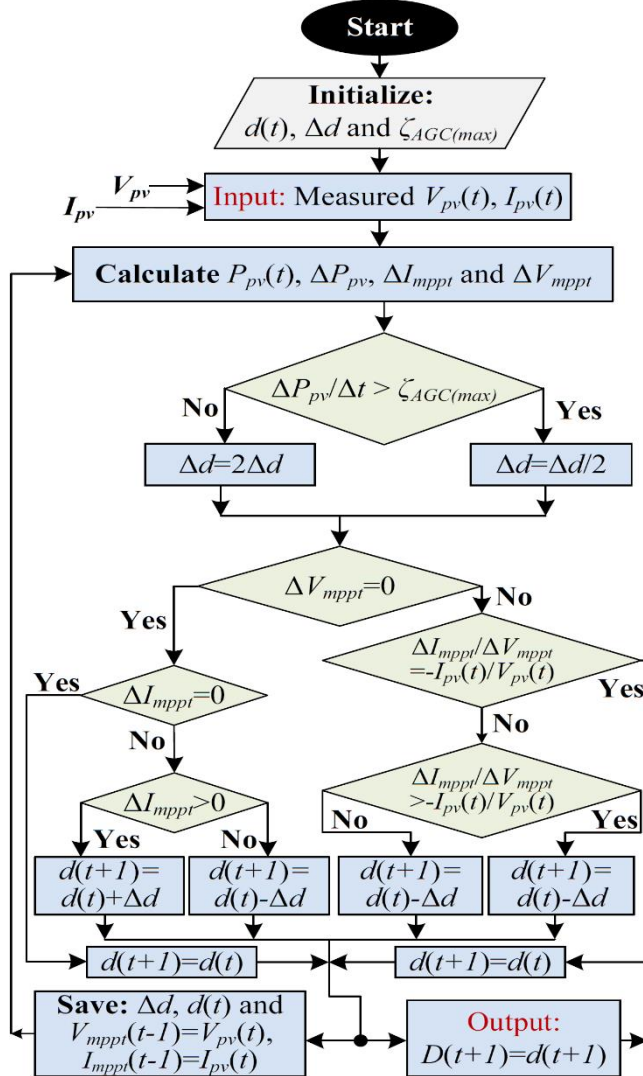 Start
Initialize:
d(t), Δd and ζAGC(max)
Vpv
Ipv
Input: Measured Vpv(t), Ipv(t)
Calculate Ppv(t), ΔPpv, ΔImppt and ΔVmppt
ΔPpv/Δt > ζAGC(max)
No
Yes
Δd=2Δd
Δd=Δd/2
ΔVmppt=0
Yes
No
ΔImppt/ΔVmppt
=-Ipv(t)/Vpv(t)
Yes
Yes
ΔImppt=0
No
No
ΔImppt>0
ΔImppt/ΔVmppt
>-Ipv(t)/Vpv(t)
Yes
No
No
Yes
d(t+1)=
d(t)+Δd
d(t+1)=
d(t)-Δd
d(t+1)=
d(t)-Δd
d(t+1)=
d(t)-Δd
d(t+1)=d(t)
d(t+1)=d(t)
Save: Δd, d(t) and
Vmppt(t-1)=Vpv(t),
Imppt(t-1)=Ipv(t)
Output:
D(t+1)=d(t+1)